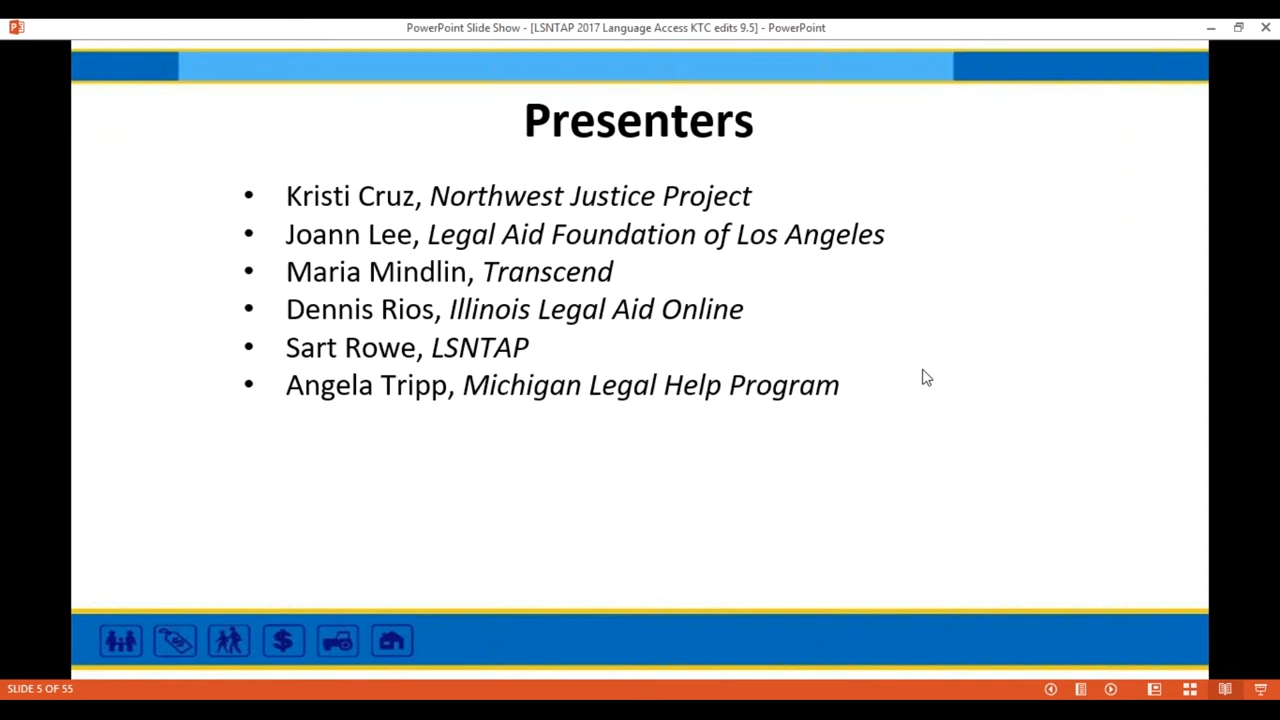 PowerPoint Slide Show - [LSNTAP 2017 Language Access KTC edits 9.5] - PowerPoint
Presenters
• Kristi Cruz, Northwest Justice Project
• Joann Lee, Legal Aid Foundation of Los Angeles
• Maria Mindlin, Transcend
• Dennis Rios, Illinois Legal Aid Online
• Sart Rowe, LSNTAP
• Angela Tripp, Michigan Legal Help Program
SLIDE 5 OF 55